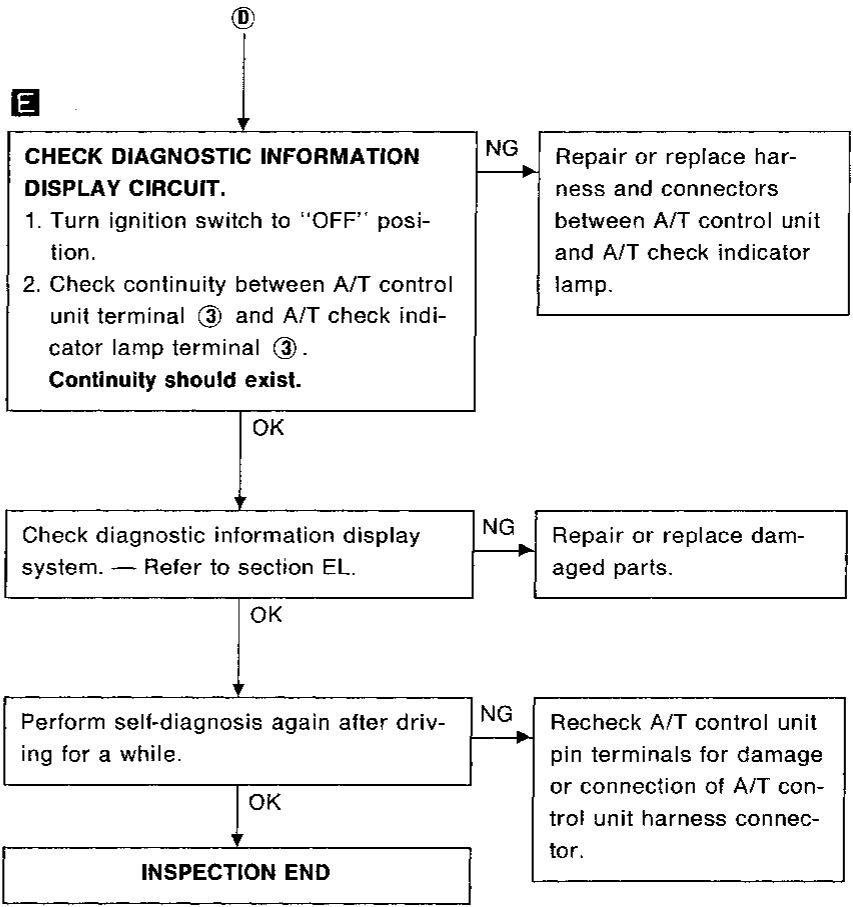 Ⓓ
E
CHECK DIAGNOSTIC INFORMATION
DISPLAY CIRCUIT.
1. Turn ignition switch to "OFF" posi-
tion.
2. Check continuity between A/T control
unit terminal ③ and A/T check indi-
cator lamp terminal ③.
Continuity should exist.
NG
Repair or replace har-
ness and connectors
between A/T control unit
and A/T check indicator
lamp.
OK
Check diagnostic information display
system. — Refer to section EL.
NG
Repair or replace dam-
aged parts.
OK
Perform self-diagnosis again after driv-
ing for a while.
NG
Recheck A/T control unit
pin terminals for damage
or connection of A/T con-
trol unit harness connec-
tor.
OK
INSPECTION END